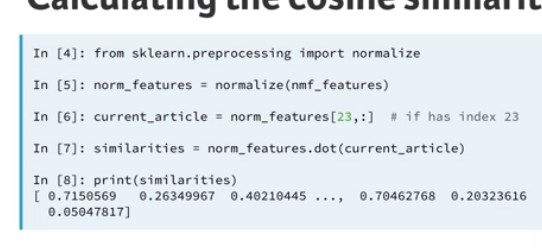 Calculating the cosine similarit
In [4]: from sklearn.preprocessing import normalize
In [5]: norm_features = normalize(nmf_features)
In [6]: current_article = norm_features[23,:]  # if has index 23
In [7]: similarities = norm_features.dot(current_article)
In [8]: print(similarities)
[ 0.7150569   0.26349967  0.40210445 ...,  0.70462768  0.20323616
  0.05047817]